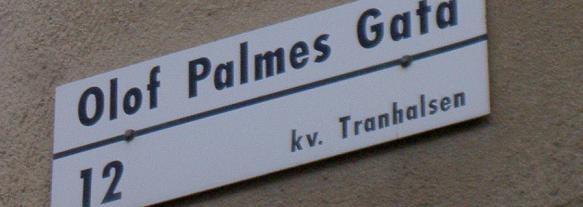 Olof Palmes Gata
12 kv. Tranhalsen